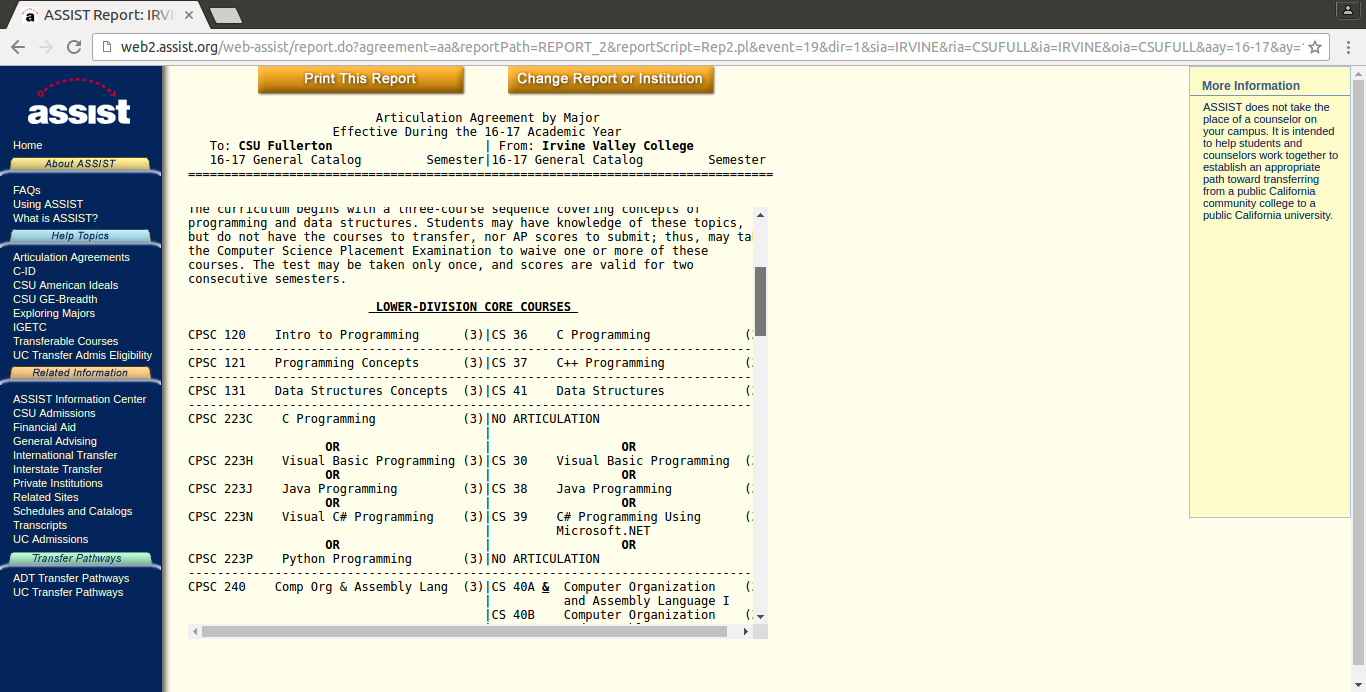 ASSIST Report: IRVI
web2.assist.org/web-assist/report.do?agreement=aa&reportPath=REPORT_2&reportScript=Rep2.pl&event=19&dir=1&sia=IRVINE&ria=CSUFULL&ia=IRVINE&oia=CSUFULL&aay=16-17&ay=
assist
Home
About ASSIST
FAQs
Using ASSIST
What is ASSIST?
Help Topics
Articulation Agreements
C-ID
CSU American Ideals
CSU GE-Breadth
Exploring Majors
IGETC
Transferable Courses
UC Transfer Admis Eligibility
Related Information
ASSIST Information Center
CSU Admissions
Financial Aid
General Advising
International Transfer
Interstate Transfer
Private Institutions
Related Sites
Schedules and Catalogs
Transcripts
UC Admissions
Transfer Pathways
ADT Transfer Pathways
UC Transfer Pathways
Print This Report
Change Report or Institution
Articulation Agreement by Major
Effective During the 16-17 Academic Year
To: CSU Fullerton | From: Irvine Valley College
16-17 General Catalog Semester|16-17 General Catalog Semester
================================================================================
The curriculum begins with a three-course sequence covering concepts of
programming and data structures. Students may have knowledge of these topics,
but do not have the courses to transfer, nor AP scores to submit; thus, may ta
the Computer Science Placement Examination to waive one or more of these
courses. The test may be taken only once, and scores are valid for two
consecutive semesters.
LOWER-DIVISION CORE COURSES
CPSC 120 Intro to Programming (3)|CS 36 C Programming (
--------------------------------------------------------------------------------
CPSC 121 Programming Concepts (3)|CS 37 C++ Programming (
--------------------------------------------------------------------------------
CPSC 131 Data Structures Concepts (3)|CS 41 Data Structures (
--------------------------------------------------------------------------------
CPSC 223C C Programming (3)|NO ARTICULATION
|
OR | OR
CPSC 223H Visual Basic Programming (3)|CS 30 Visual Basic Programming (
OR | OR
CPSC 223J Java Programming (3)|CS 38 Java Programming (
OR | OR
CPSC 223N Visual C# Programming (3)|CS 39 C# Programming Using (
| Microsoft.NET
OR | OR
CPSC 223P Python Programming (3)|NO ARTICULATION
--------------------------------------------------------------------------------
CPSC 240 Comp Org & Assembly Lang (3)|CS 40A & Computer Organization (
| and Assembly Language I
|CS 40B Computer Organization (
More Information
ASSIST does not take
the place of a counselor on
your campus. It is intended
to help students and
counselors work together to
establish an appropriate
path toward transferring
from a public California
community college to a
public California university.